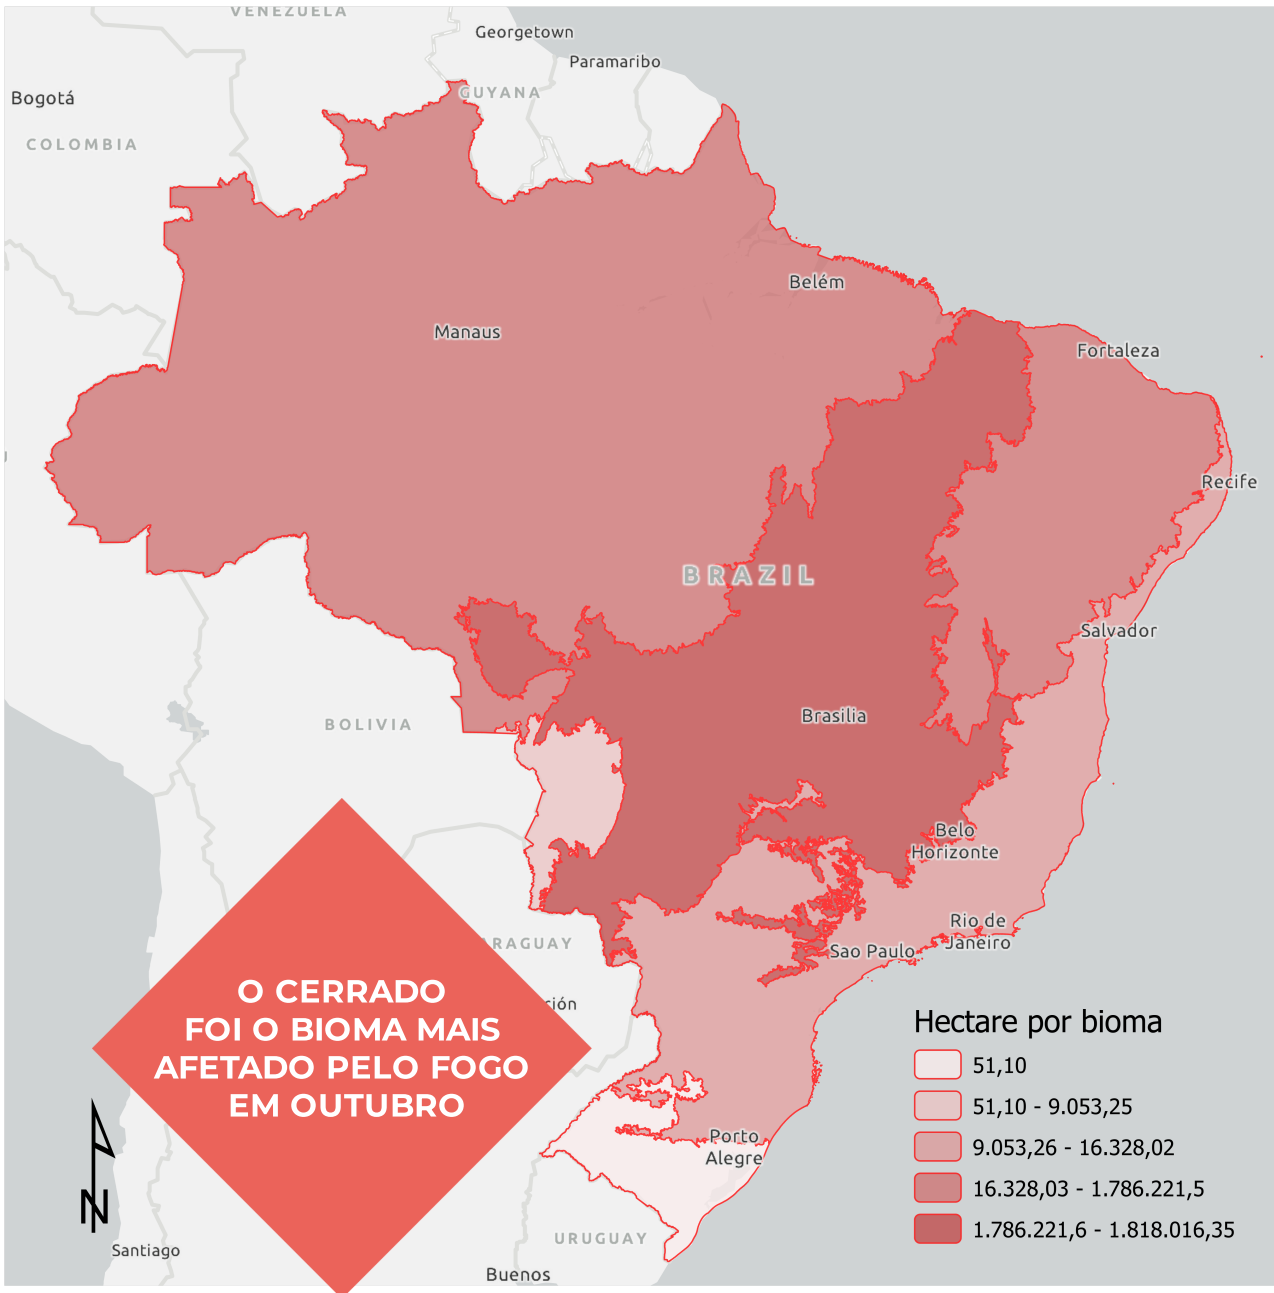 VENEZUELA
Georgetown
Paramaribo
Bogotá
GUYANA
COLOMBIA
Belém
Manaus
Fortaleza
Recife
BRAZIL
Salvador
Brasilia
BOLIVIA
Belo
Horizonte
Rio de
Janeiro
Sao Paulo
ARAGUAY
ción
O CERRADO
FOI O BIOMA MAIS
AFETADO PELO FOGO
EM OUTUBRO
Hectare por bioma
51,10
51,10 - 9.053,25
9.053,26 - 16.328,02
16.328,03 - 1.786.221,5
1.786.221,6 - 1.818.016,35
Porto
Alegre
N
URUGUAY
Santiago
Buenos